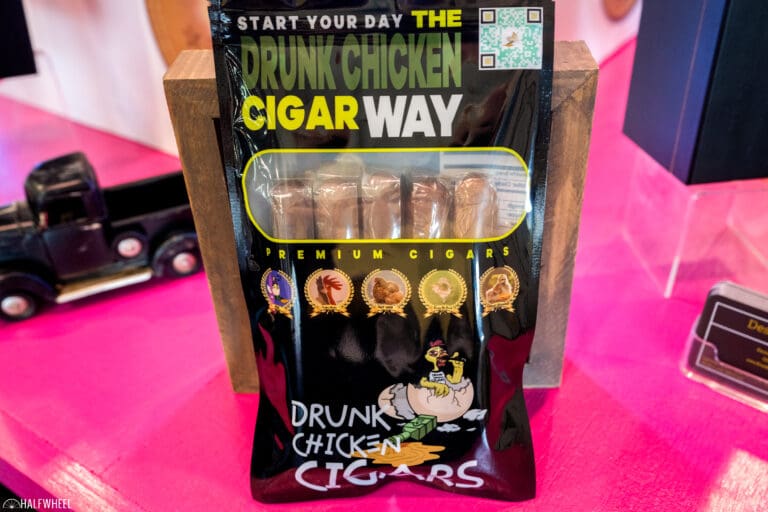 START YOUR DAY THE
DRUNK CHICKEN
CIGAR WAY
PREMIUM CIGARS
DRUNK
CHICKEN
CIGARS
HALFWHEEL